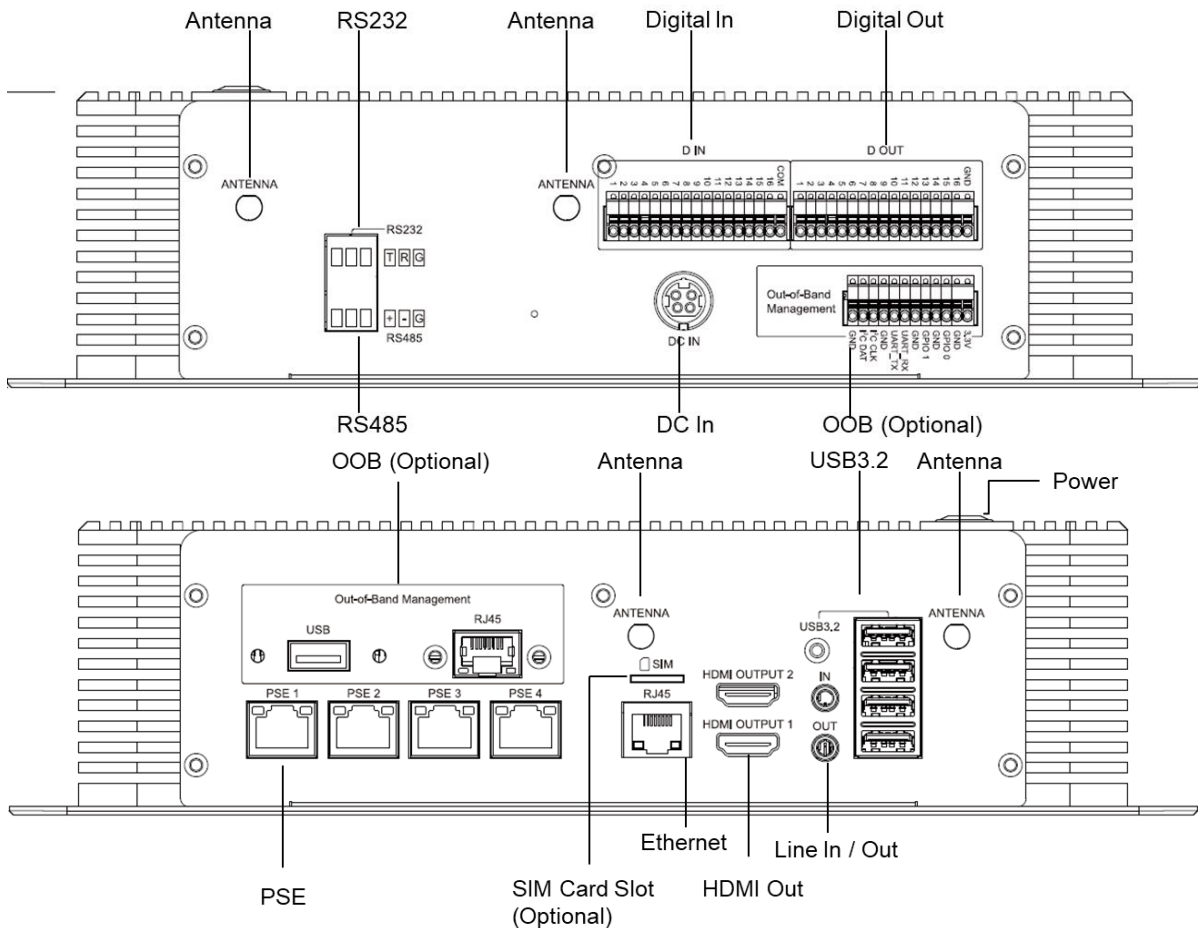 Antenna
RS232
Antenna
Digital In
Digital Out
D IN
D OUT
1 2 3 4 5 6 7 8 9 10 11 12 13 14 15 16 COM
1 2 3 4 5 6 7 8 9 10 11 12 13 14 15 16 GND
ANTENNA
ANTENNA
RS232
T R G
+ - G
RS485
DC IN
Out-of-Band
Management
GND
I²C DAT
I²C CLK
GND
UART_TX
UART_RX
GND
GPIO 1
GND
GPIO 0
GND
3.3V
RS485
DC In
OOB (Optional)
OOB (Optional)
Antenna
USB3.2
Antenna
Power
Out-of-Band Management
USB
RJ45
ANTENNA
USB3.2
ANTENNA
SIM
HDMI OUTPUT 2
IN
PSE 1
PSE 2
PSE 3
PSE 4
RJ45
HDMI OUTPUT 1
OUT
Ethernet
Line In / Out
PSE
SIM Card Slot
(Optional)
HDMI Out